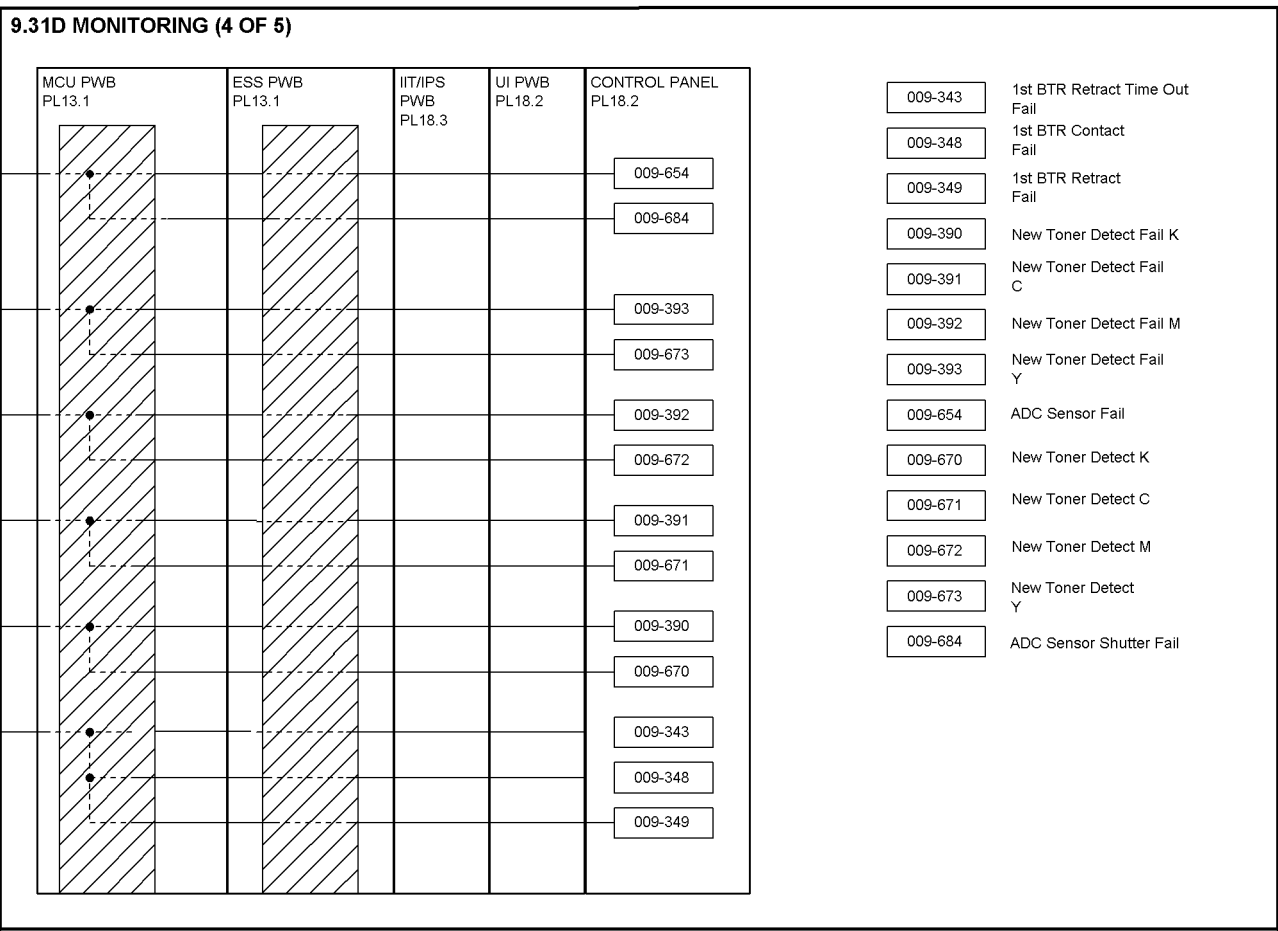 9.31D MONITORING (4 OF 5)
MCU PWB
PL13.1
ESS PWB
PL13.1
IIT/IPS
PWB
PL18.3
UI PWB
PL18.2
CONTROL PANEL
PL18.2
009-654
009-684
009-393
009-673
009-392
009-672
009-391
009-671
009-390
009-670
009-343
009-348
009-349
009-343
1st BTR Retract Time Out
Fail
009-348
1st BTR Contact
Fail
009-349
1st BTR Retract
Fail
009-390
New Toner Detect Fail K
009-391
New Toner Detect Fail
C
009-392
New Toner Detect Fail M
009-393
New Toner Detect Fail
Y
009-654
ADC Sensor Fail
009-670
New Toner Detect K
009-671
New Toner Detect C
009-672
New Toner Detect M
009-673
New Toner Detect
Y
009-684
ADC Sensor Shutter Fail